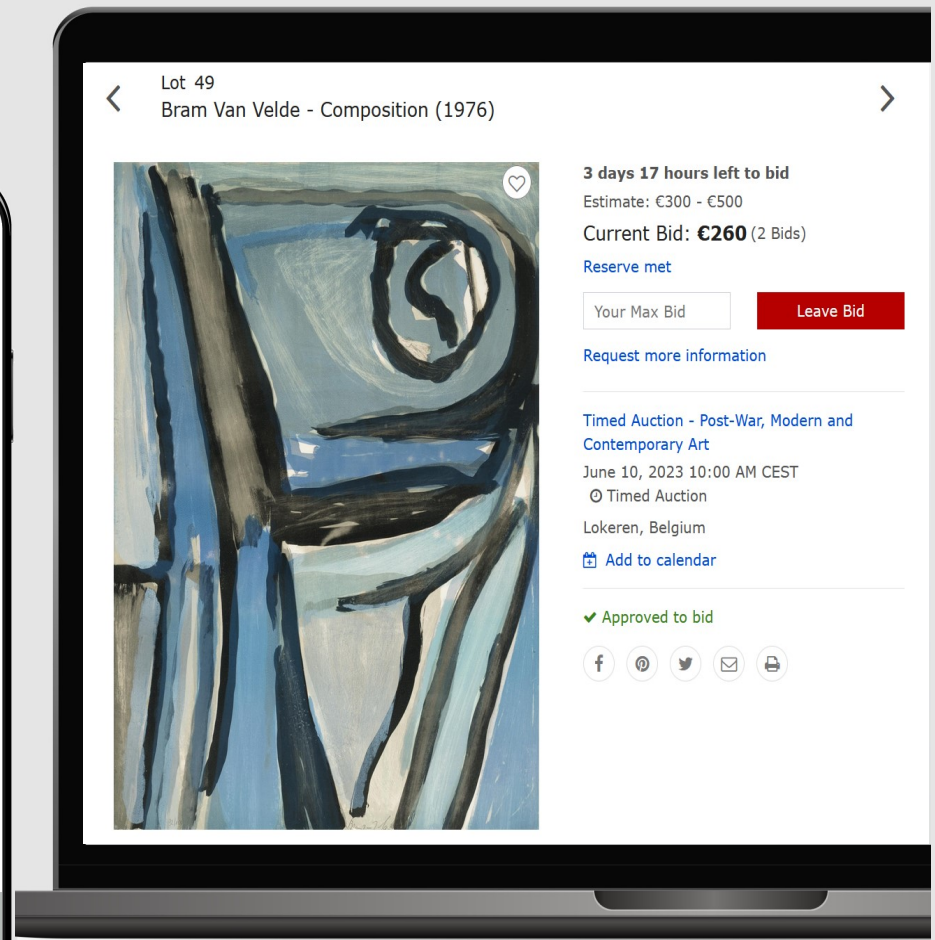 Lot 49
Bram Van Velde - Composition (1976)
3 days 17 hours left to bid
Estimate: €300 - €500
Current Bid: €260 (2 Bids)
Reserve met
Your Max Bid
Leave Bid
Request more information
Timed Auction - Post-War, Modern and
Contemporary Art
June 10, 2023 10:00 AM CEST
Timed Auction
Lokeren, Belgium
Add to calendar
Approved to bid